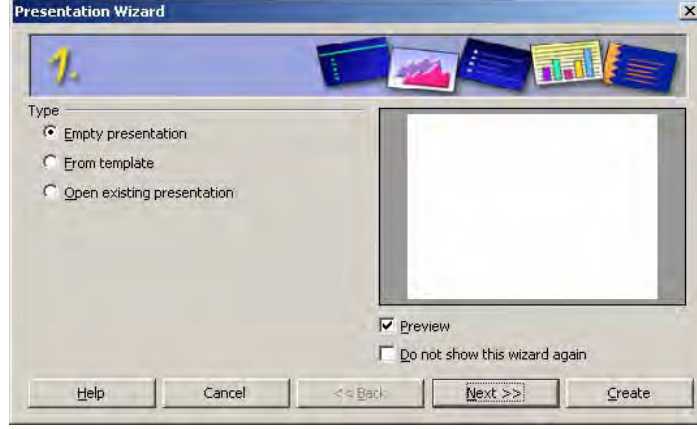 Presentation Wizard
1.
Type
Empty presentation
From template
Open existing presentation
Preview
Do not show this wizard again
Help
Cancel
<< Back
Next >>
Create